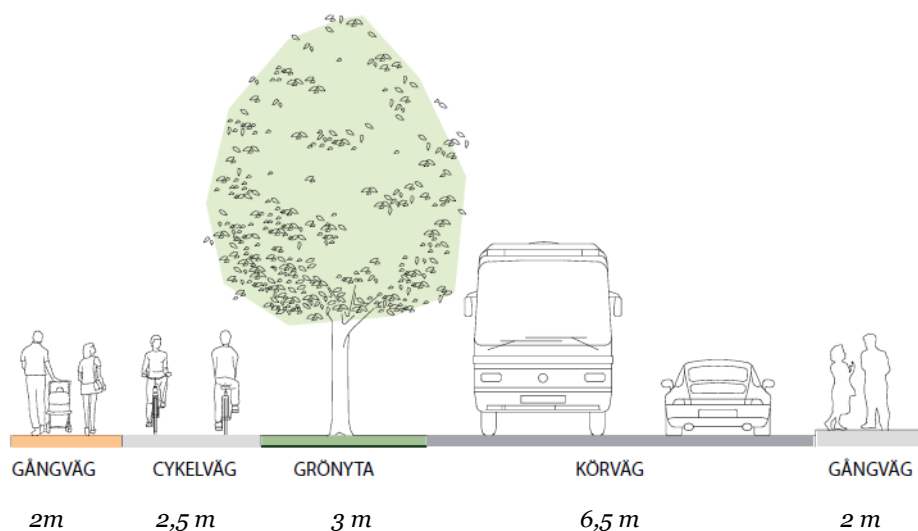 GÅNGVÄG CYKELVÄG GRÖNYTA KÖRVÄG GÅNGVÄG
2m 2,5 m 3 m 6,5 m 2 m